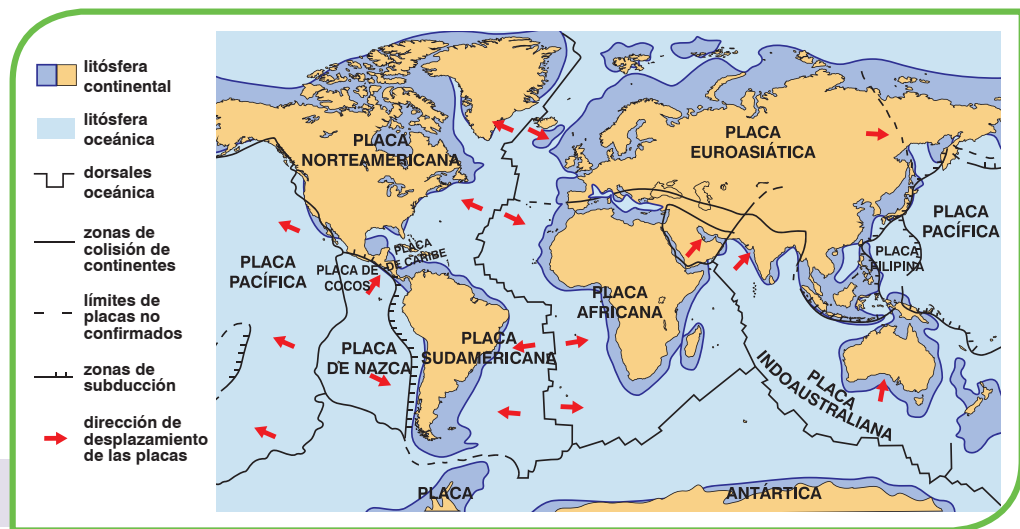 litósfera
continental
litósfera
oceánica
dorsales
oceánica
zonas de
colisión de
continentes
límites de
placas no
confirmados
zonas de
subducción
dirección de
desplazamiento
de las placas
PLACA
NORTEAMERICANA
PLACA
EUROASIÁTICA
PLACA
PACÍFICA
PLACA
DE CARIBE
PLACA DE
COCOS
PLACA
PACÍFICA
PLACA
FILIPINA
PLACA
AFRICANA
PLACA
DE NAZCA
PLACA
SUDAMERICANA
PLACA
INDOAUSTRALIANA
PLACA
ANTÁRTICA